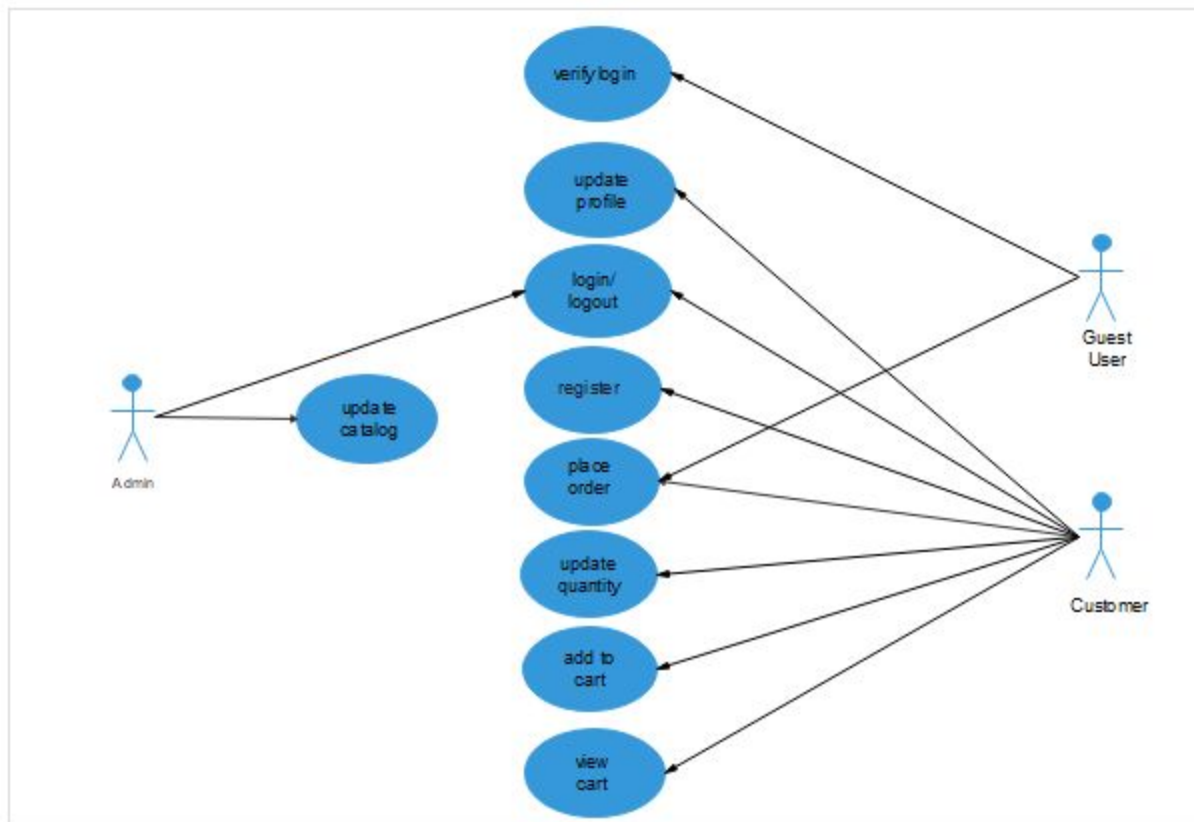 verify login
update
profile
login/
logout
Guest
User
register
update
catalog
Admin
place
order
update
quantity
Customer
add to
cart
view
cart